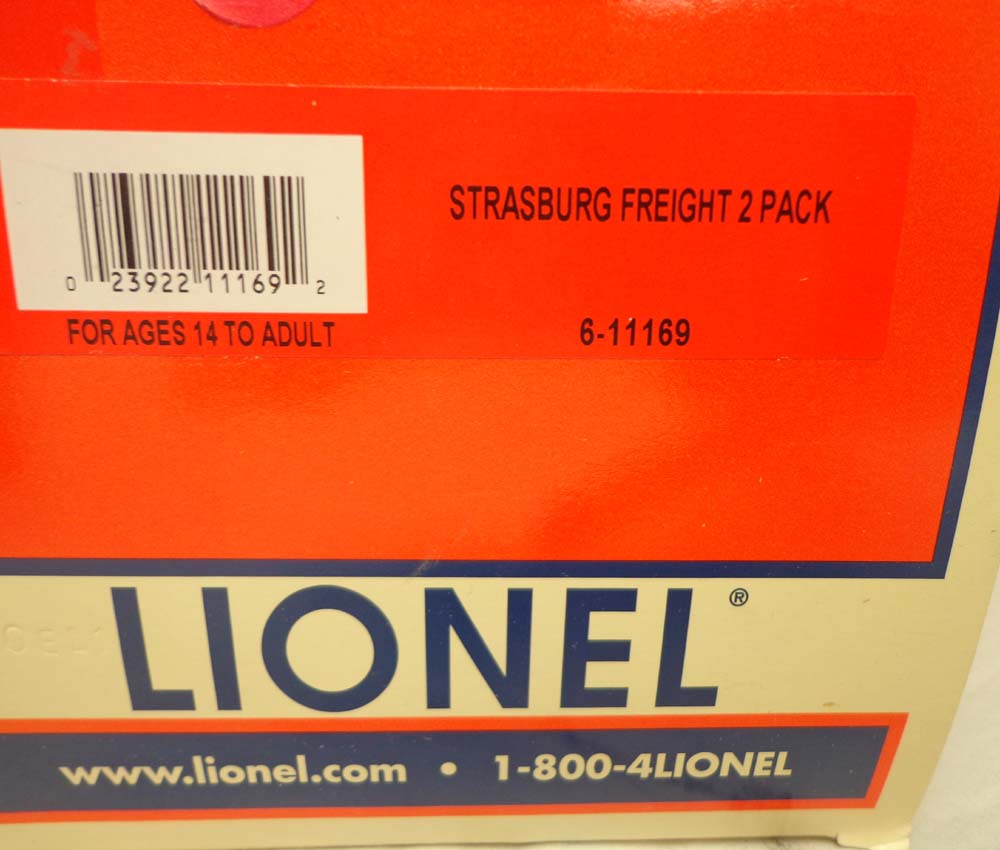 STRASBURG FREIGHT 2 PACK
0 23922 11169 2
FOR AGES 14 TO ADULT
6-11169
LIONEL®
www.lionel.com • 1-800-4LIONEL